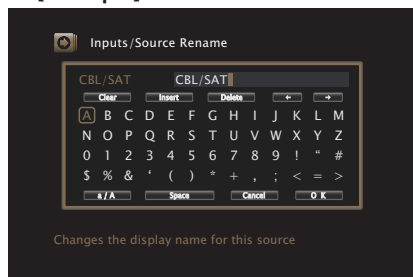 Inputs/Source Rename
CBL/SAT CBL/SAT
Clear Insert Delete ← →
A B C D E F G H I J K L M
N O P Q R S T U V W X Y Z
0 1 2 3 4 5 6 7 8 9 ! “ #
$ % & ‘ ( ) * + , ; < = >
a / A Space Cancel O K
Changes the display name for this source